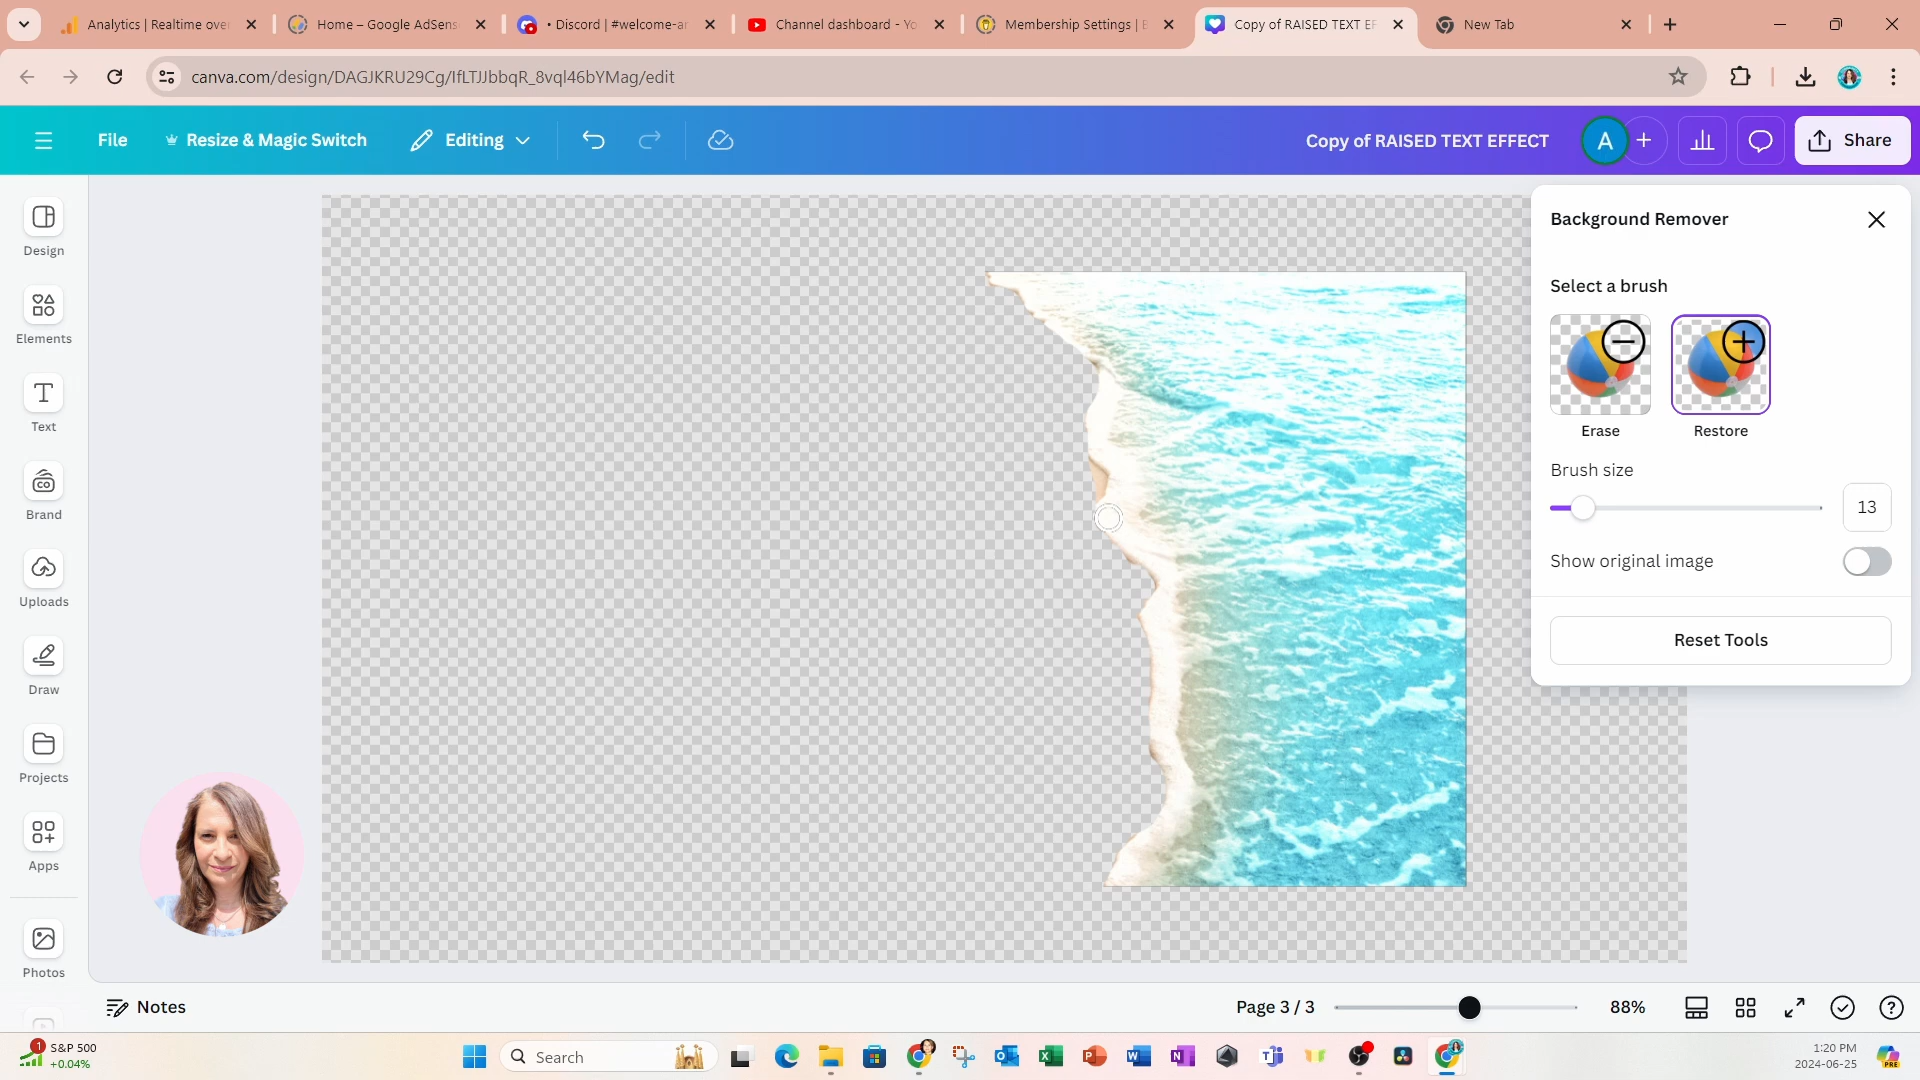 Analytics | Realtime over
Home – Google AdSens
• Discord | #welcome-ar
Channel dashboard - Yo
Membership Settings | B
Copy of RAISED TEXT EF
New Tab
canva.com/design/DAGJKRU29Cg/IfLTJJbbqR_8vql46bYMag/edit
File
Resize & Magic Switch
Editing
Copy of RAISED TEXT EFFECT
A
Share
Design
Elements
Text
Brand
Uploads
Draw
Projects
Apps
Photos
Background Remover
Select a brush
Erase
Restore
Brush size
13
Show original image
Reset Tools
Notes
Page 3 / 3
88%
1
S&P 500
+0.04%
Search
1:20 PM
2024-06-25